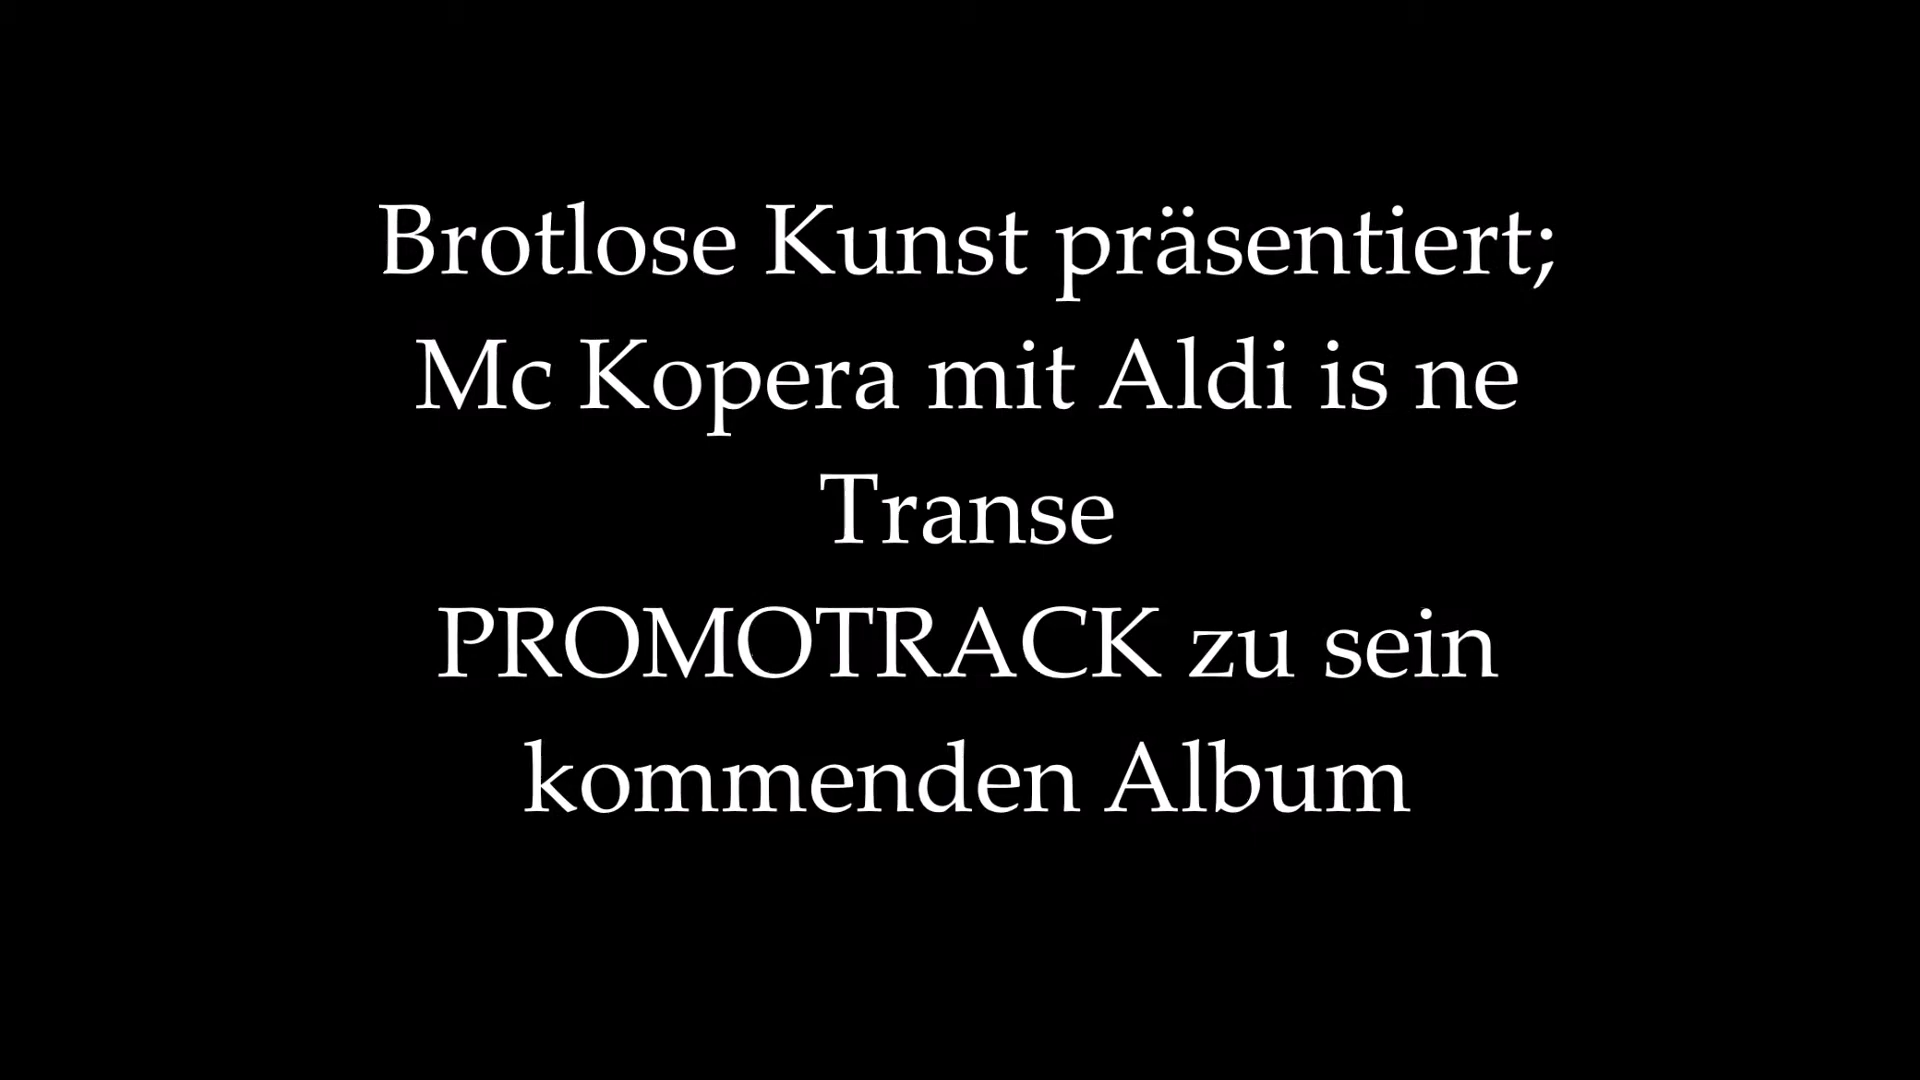 Brotlose Kunst präsentiert;
Mc Kopera mit Aldi is ne
Transe
PROMOTRACK zu sein
kommenden Album